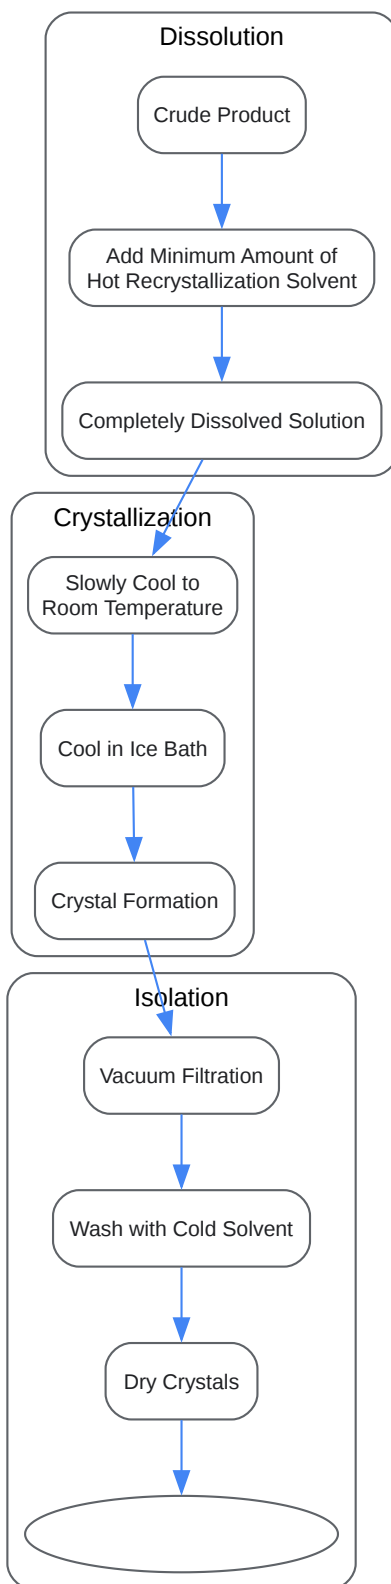 Dissolution
Crude Product
Add Minimum Amount of
Hot Recrystallization Solvent
Completely Dissolved Solution
Crystallization
Slowly Cool to
Room Temperature
Cool in Ice Bath
Crystal Formation
Isolation
Vacuum Filtration
Wash with Cold Solvent
Dry Crystals